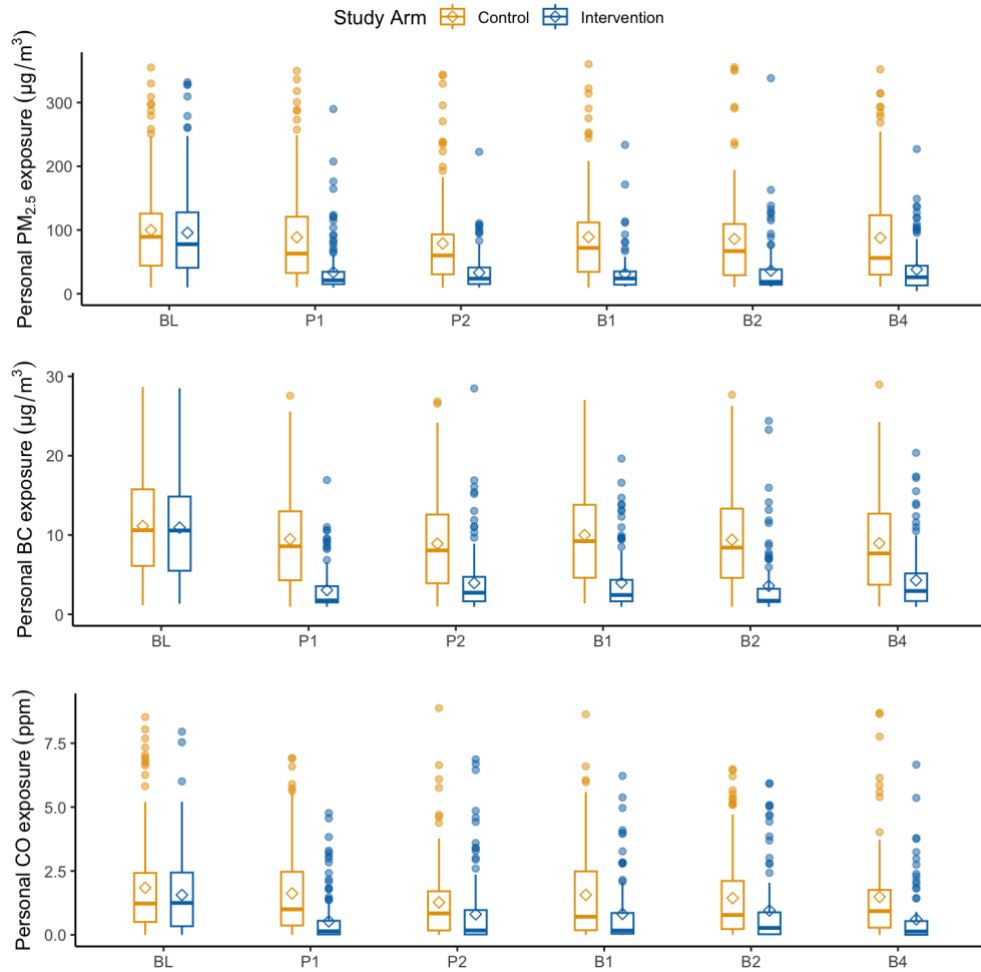 Study Arm Control Intervention
Personal PM2.5 exposure (µg/m³)
300
200
100
0
BL P1 P2 B1 B2 B4
Personal BC exposure (µg/m³)
30
20
10
0
BL P1 P2 B1 B2 B4
Personal CO exposure (ppm)
7.5
5.0
2.5
0.0
BL P1 P2 B1 B2 B4